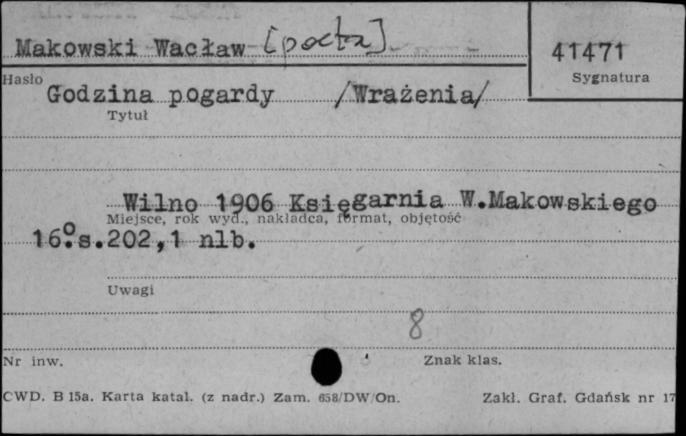 Makowski Wacław [poeta]
41471
Hasło
Sygnatura
Godzina pogardy /Wrażenia/
Tytuł
Wilno 1906 Księgarnia W.Makowskiego
Miejsce, rok wyd., nakładca, format, objętość
16.° s.202,1 nlb.
Uwagi
8
Nr inw.
Znak klas.
CWD. B 15a. Karta katal. (z nadr.) Zam. 658/DW/On.
Zakł. Graf. Gdańsk nr 17